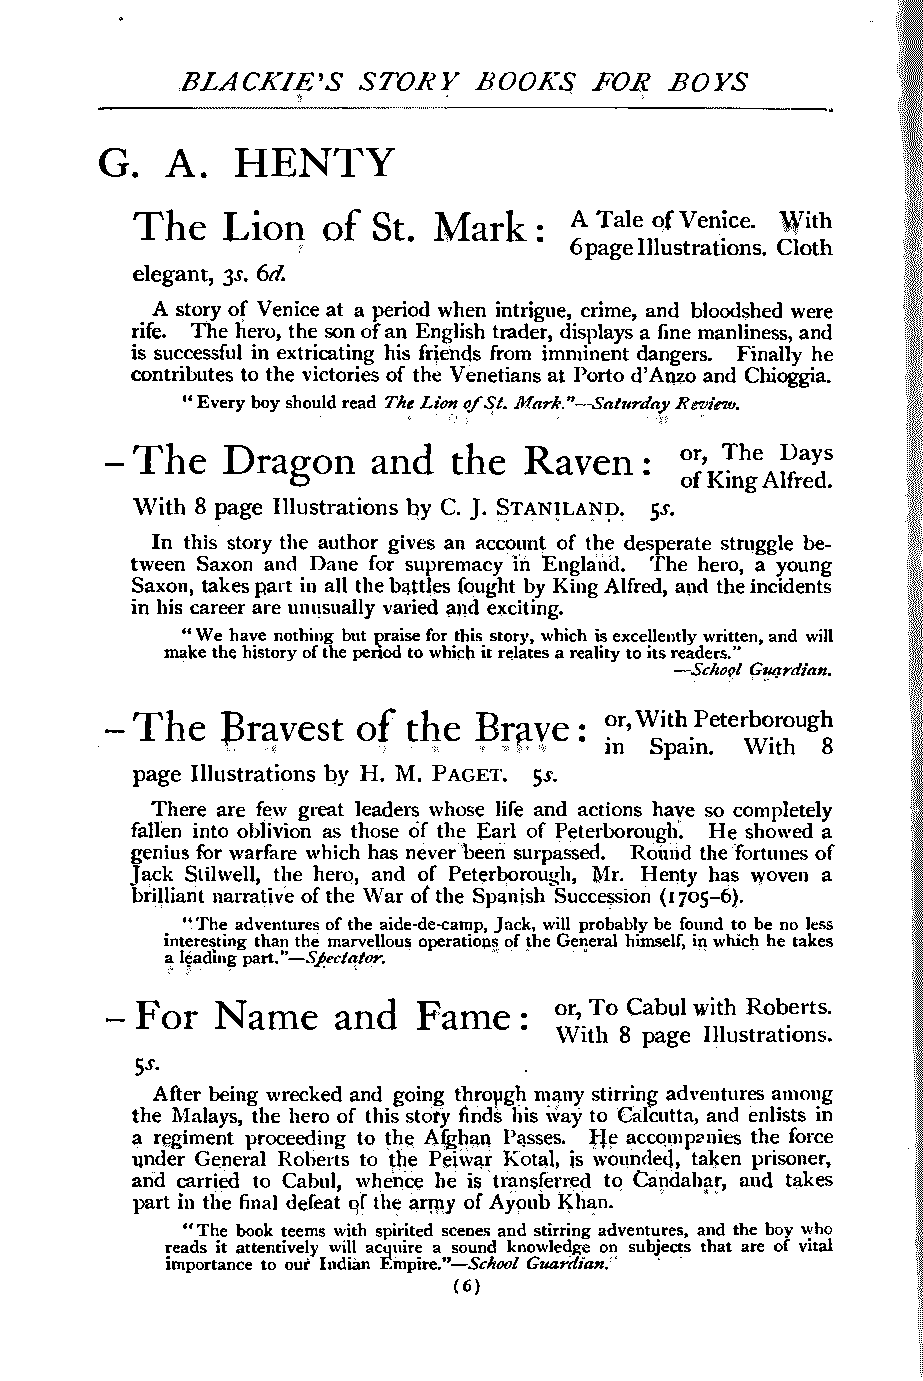 BLACKIE'S STORY BOOKS FOR BOYS
G. A. HENTY
The Lion of St. Mark: A Tale of Venice. With
6 page Illustrations. Cloth
elegant, 3s. 6d.
A story of Venice at a period when intrigue, crime, and bloodshed were
rife. The hero, the son of an English trader, displays a fine manliness, and
is successful in extricating his friends from imminent dangers. Finally he
contributes to the victories of the Venetians at Porto d'Anzo and Chioggia.
"Every boy should read The Lion of St. Mark."—Saturday Review.
– The Dragon and the Raven: or, The Days
of King Alfred.
With 8 page Illustrations by C. J. STANILAND. 5s.
In this story the author gives an account of the desperate struggle be-
tween Saxon and Dane for supremacy in England. The hero, a young
Saxon, takes part in all the battles fought by King Alfred, and the incidents
in his career are unusually varied and exciting.
"We have nothing but praise for this story, which is excellently written, and will
make the history of the period to which it relates a reality to its readers."
—School Guardian.
– The Bravest of the Brave: or, With Peterborough
in Spain. With 8
page Illustrations by H. M. PAGET. 5s.
There are few great leaders whose life and actions have so completely
fallen into oblivion as those of the Earl of Peterborough. He showed a
genius for warfare which has never been surpassed. Round the fortunes of
Jack Stilwell, the hero, and of Peterborough, Mr. Henty has woven a
brilliant narrative of the War of the Spanish Succession (1705–6).
"The adventures of the aide-de-camp, Jack, will probably be found to be no less
interesting than the marvellous operations of the General himself, in which he takes
a leading part."—Spectator.
– For Name and Fame: or, To Cabul with Roberts.
With 8 page Illustrations.
5s.
After being wrecked and going through many stirring adventures among
the Malays, the hero of this story finds his way to Calcutta, and enlists in
a regiment proceeding to the Afghan Passes. He accompanies the force
under General Roberts to the Peiwar Kotal, is wounded, taken prisoner,
and carried to Cabul, whence he is transferred to Candahar, and takes
part in the final defeat of the army of Ayoub Khan.
"The book teems with spirited scenes and stirring adventures, and the boy who
reads it attentively will acquire a sound knowledge on subjects that are of vital
importance to our Indian Empire."—School Guardian.
(6)